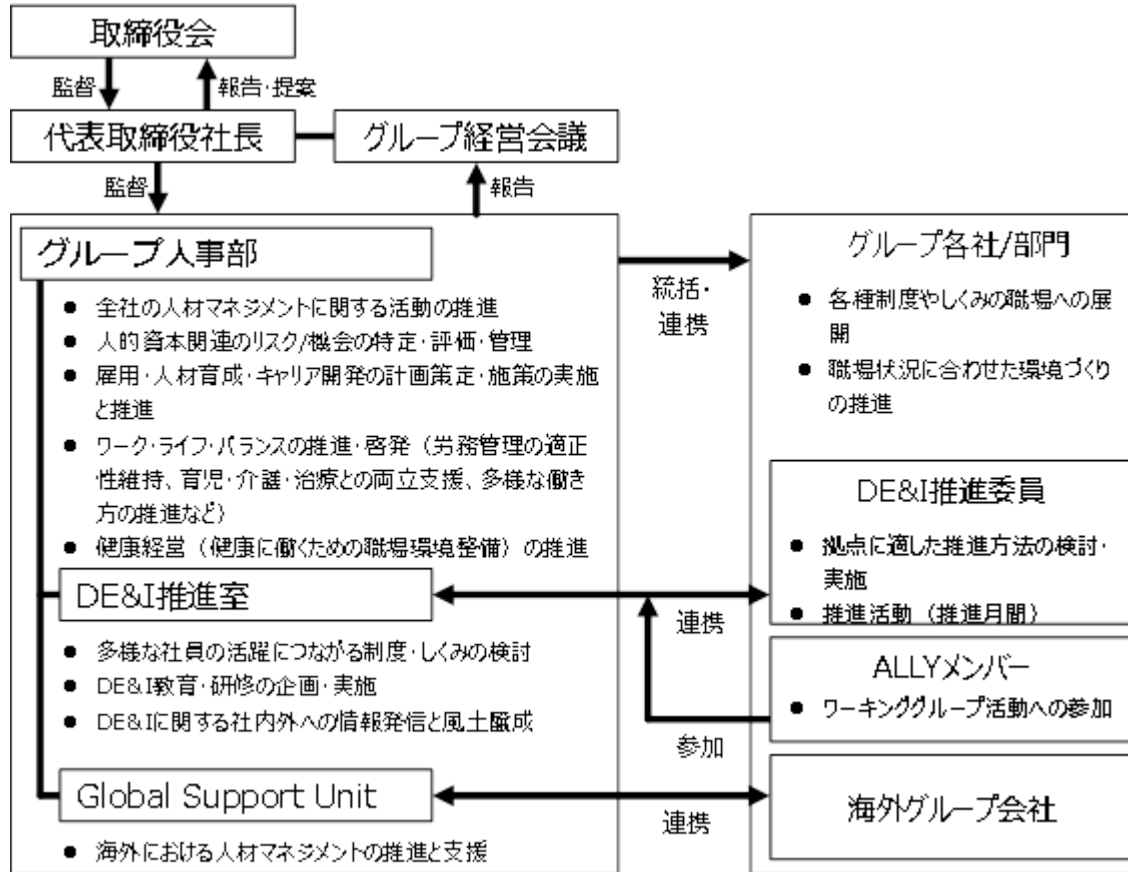 取締役会
監督
報告・提案
代表取締役社長
グループ経営会議
監督
報告
グループ人事部
● 全社の人材マネジメントに関する活動の推進
● 人的資本関連のリスク/機会の特定・評価・管理
● 雇用・人材育成・キャリア開発の計画策定・施策の実施
と推進
● ワーク・ライフ・バランスの推進・啓発（労務管理の適正
性維持、育児・介護・治療との両立支援、多様な働き
方の推進など）
● 健康経営（健康に働くための職場環境整備）の推進
DE&I推進室
● 多様な社員の活躍につながる制度・しくみの検討
● DE&I教育・研修の企画・実施
● DE&Iに関する社内外への情報発信と風土醸成
Global Support Unit
● 海外における人材マネジメントの推進と支援
統括・
連携
連携
参加
連携
グループ各社/部門
● 各種制度やしくみの職場への展
開
● 職場状況に合わせた環境づくり
の推進
DE&I推進委員
● 拠点に適した推進方法の検討・
実施
● 推進活動（推進月間）
ALLYメンバー
● ワーキンググループ活動への参加
海外グループ会社